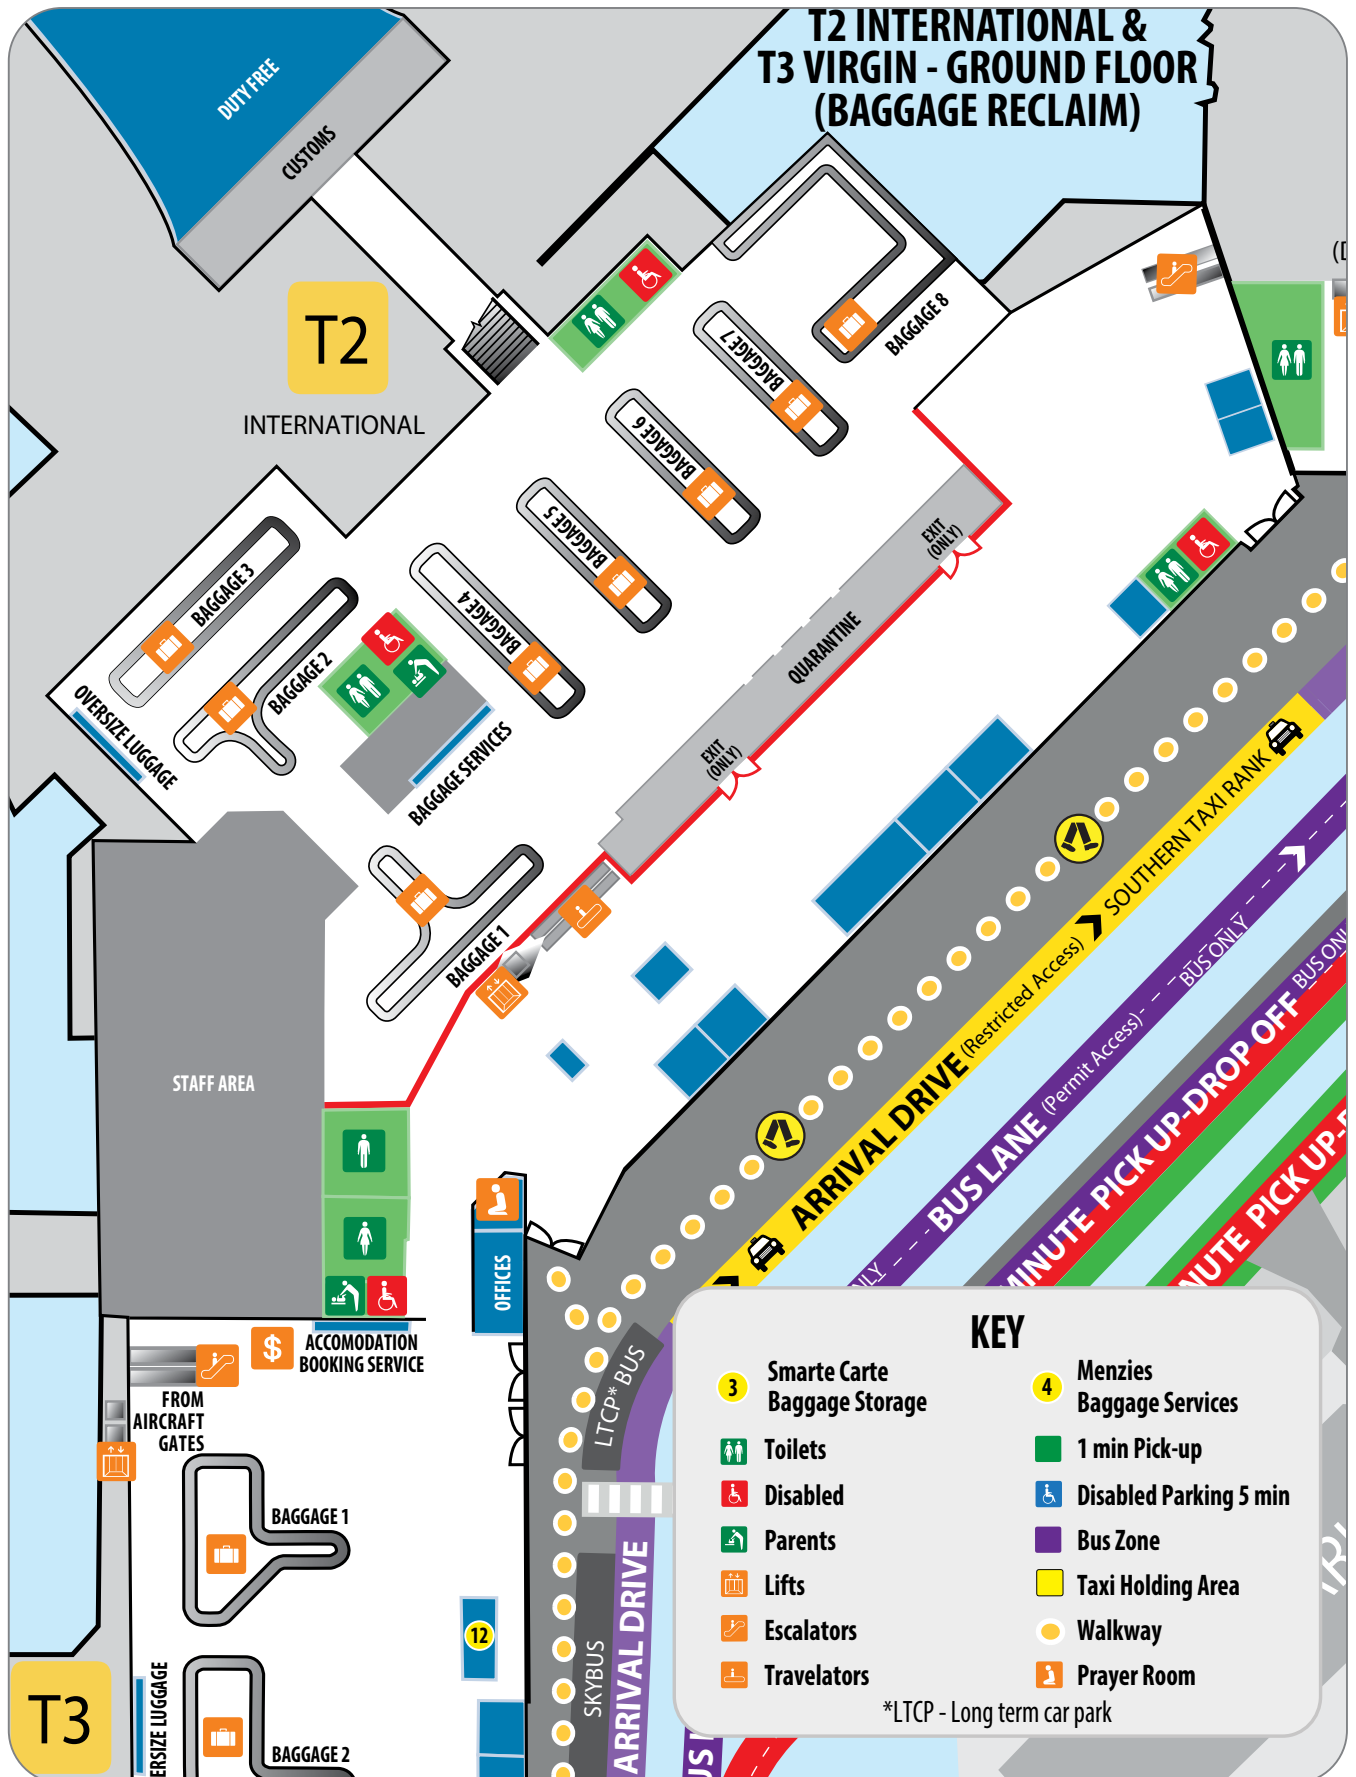 T2 INTERNATIONAL &
T3 VIRGIN - GROUND FLOOR
(BAGGAGE RECLAIM)
DUTY FREE
CUSTOMS
T2
INTERNATIONAL
BAGGAGE 8
BAGGAGE 7
BAGGAGE 6
BAGGAGE 5
BAGGAGE 4
BAGGAGE 3
BAGGAGE 2
OVERSIZE LUGGAGE
BAGGAGE SERVICES
EXIT
(ONLY)
QUARANTINE
EXIT
(ONLY)
BAGGAGE 1
STAFF AREA
OFFICES
$
ACCOMODATION
BOOKING SERVICE
FROM
AIRCRAFT
GATES
BAGGAGE 1
12
T3
BAGGAGE 2
LTCP* BUS
SKYBUS
ARRIVAL DRIVE
ARRIVAL DRIVE (Restricted Access)
SOUTHERN TAXI RANK
BUS LANE (Permit Access)
BUS ONLY
MINUTE PICK UP-DROP OFF
PICK UP-
KEY
3
Smarte Carte
Baggage Storage
Toilets
Disabled
Parents
Lifts
Escalators
Travelators
4
Menzies
Baggage Services
1 min Pick-up
Disabled Parking 5 min
Bus Zone
Taxi Holding Area
Walkway
Prayer Room
*LTCP - Long term car park